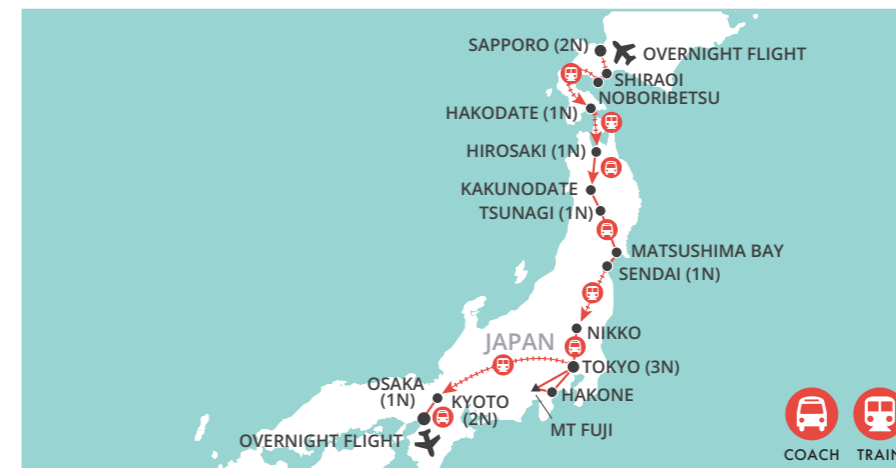 SAPPORO (2N)
OVERNIGHT FLIGHT
SHIRAOI
NOBORIBETSU
HAKODATE (1N)
HIROSAKI (1N)
KAKUNODATE
TSUNAGI (1N)
MATSUSHIMA BAY
SENDAI (1N)
NIKKO
JAPAN
TOKYO (3N)
OSAKA
(1N)
KYOTO
(2N)
HAKONE
MT FUJI
OVERNIGHT FLIGHT
COACH
TRAIN